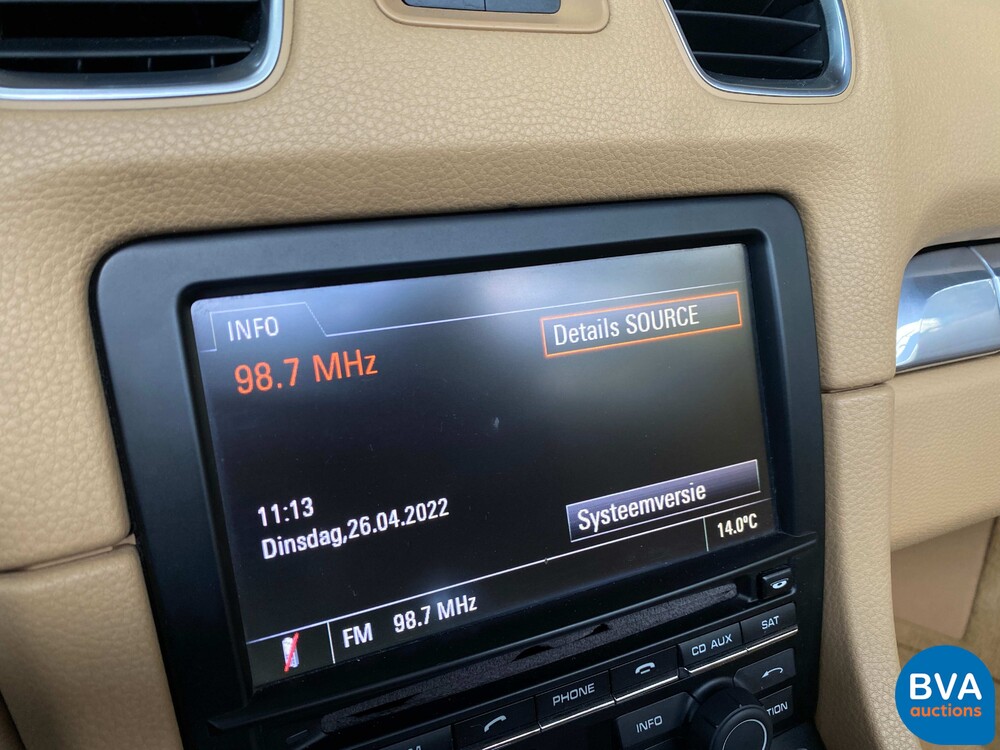 INFO
Details SOURCE
98.7 MHz
11:13
Dinsdag,26.04.2022
Systeemversie
14.0°C
FM 98.7 MHz
CD AUX
SAT
PHONE
INFO
BVA
auctions